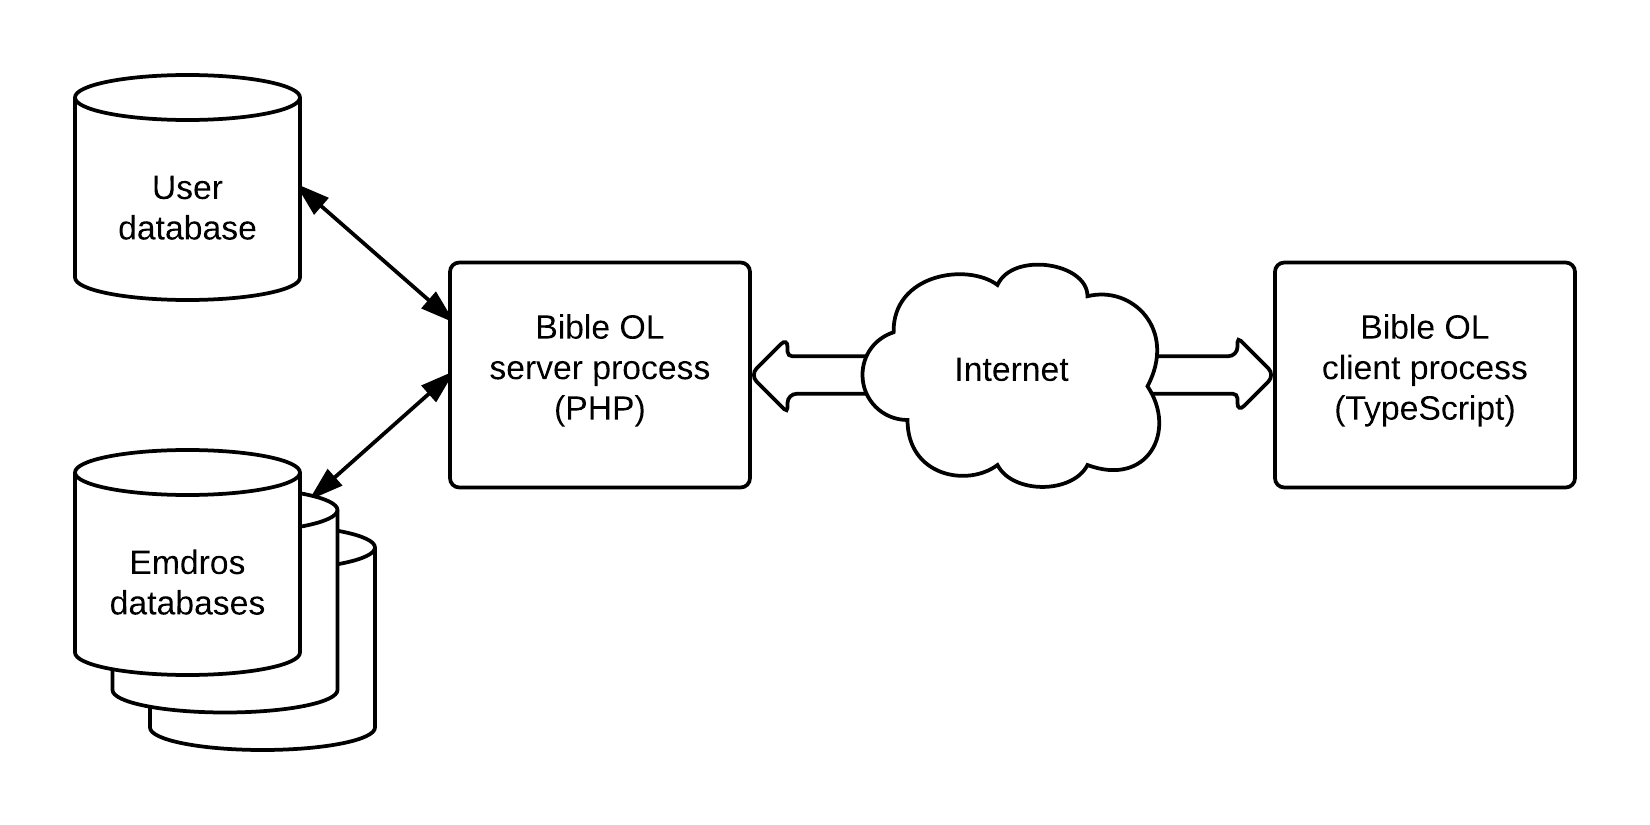 User
database
Bible OL
server process
(PHP)
Internet
Bible OL
client process
(TypeScript)
Emdros
databases